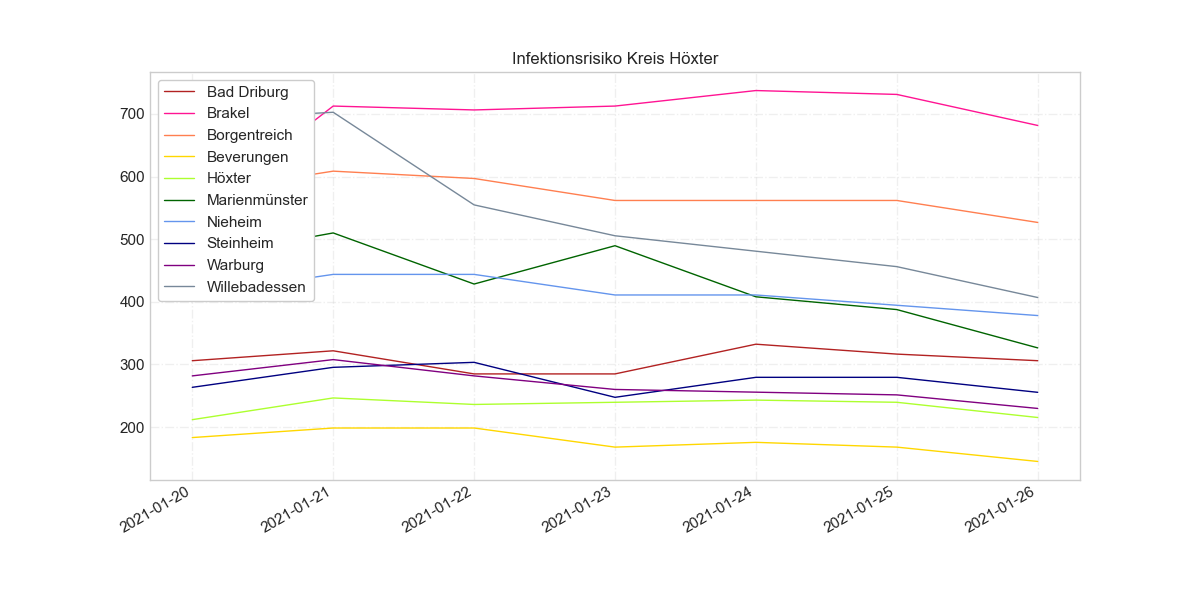 Infektionsrisiko Kreis Höxter
Bad Driburg
Brakel
Borgentreich
Beverungen
Höxter
Marienmünster
Nieheim
Steinheim
Warburg
Willebadessen
700
600
500
400
300
200
2021-01-20
2021-01-21
2021-01-22
2021-01-23
2021-01-24
2021-01-25
2021-01-26